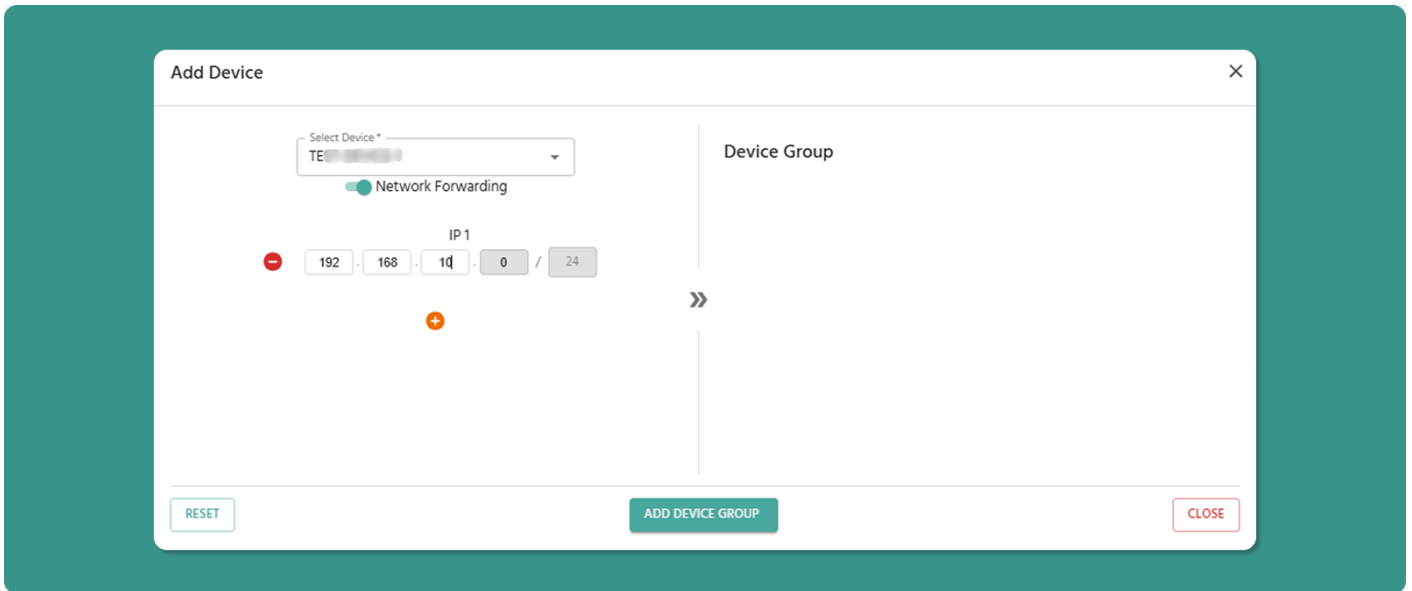 Add Device
Select Device *
Network Forwarding
IP 1
192 . 168 . 10 . 0 / 24
Device Group
RESET
ADD DEVICE GROUP
CLOSE